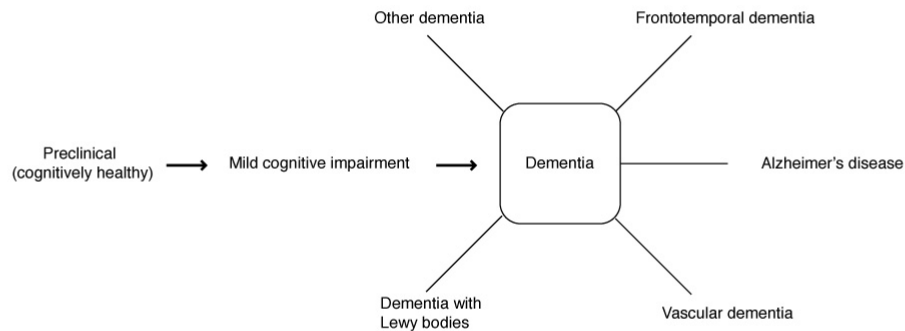 Other dementia
Frontotemporal dementia
Preclinical
(cognitively healthy)
Mild cognitive impairment
Dementia
Alzheimer’s disease
Dementia with
Lewy bodies
Vascular dementia